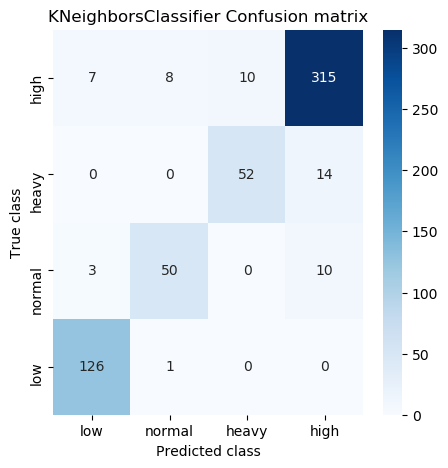 KNeighborsClassifier Confusion matrix
high 7 8 10 315
heavy 0 0 52 14
normal 3 50 0 10
low 126 1 0 0
low normal heavy high
Predicted class
True class
300
250
200
150
100
50
0